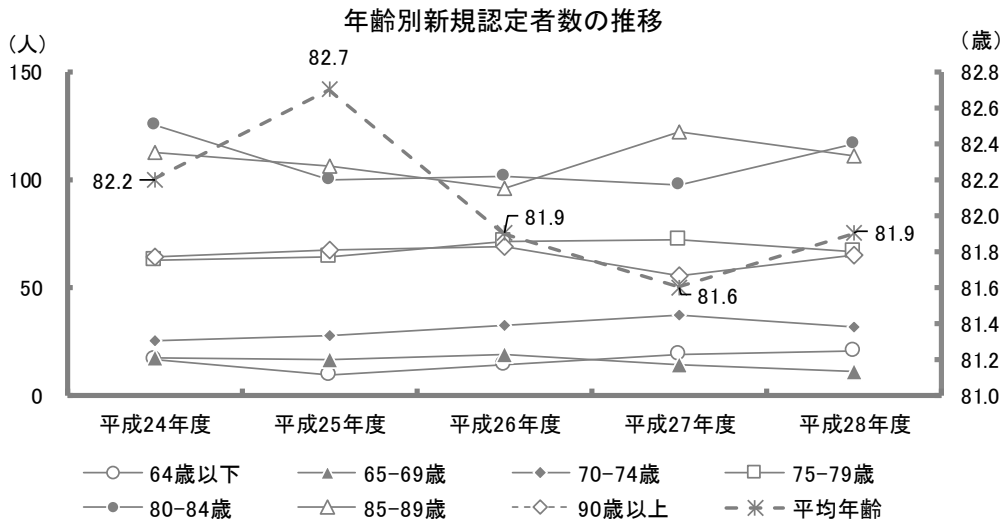 年齢別新規認定者数の推移
(人) (歳)
150 82.7 82.8
82.6
82.4
100 82.2 82.2
82.0
81.9 81.9
81.8
50 81.6 81.6
81.4
81.2
0 81.0
平成24年度 平成25年度 平成26年度 平成27年度 平成28年度
64歳以下 65-69歳 70-74歳 75-79歳
80-84歳 85-89歳 90歳以上 平均年齢